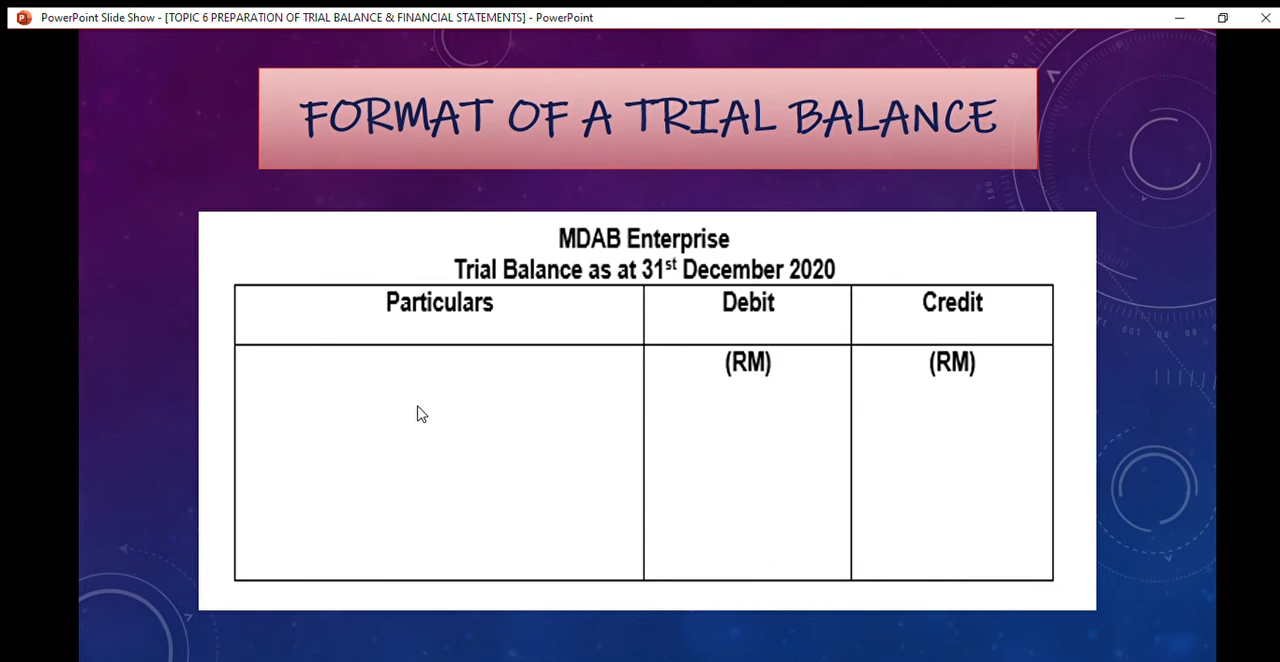 PowerPoint Slide Show - [TOPIC 6 PREPARATION OF TRIAL BALANCE & FINANCIAL STATEMENTS] - PowerPoint
FORMAT OF A TRIAL BALANCE
MDAB Enterprise
Trial Balance as at 31st December 2020
Particulars Debit Credit
(RM) (RM)